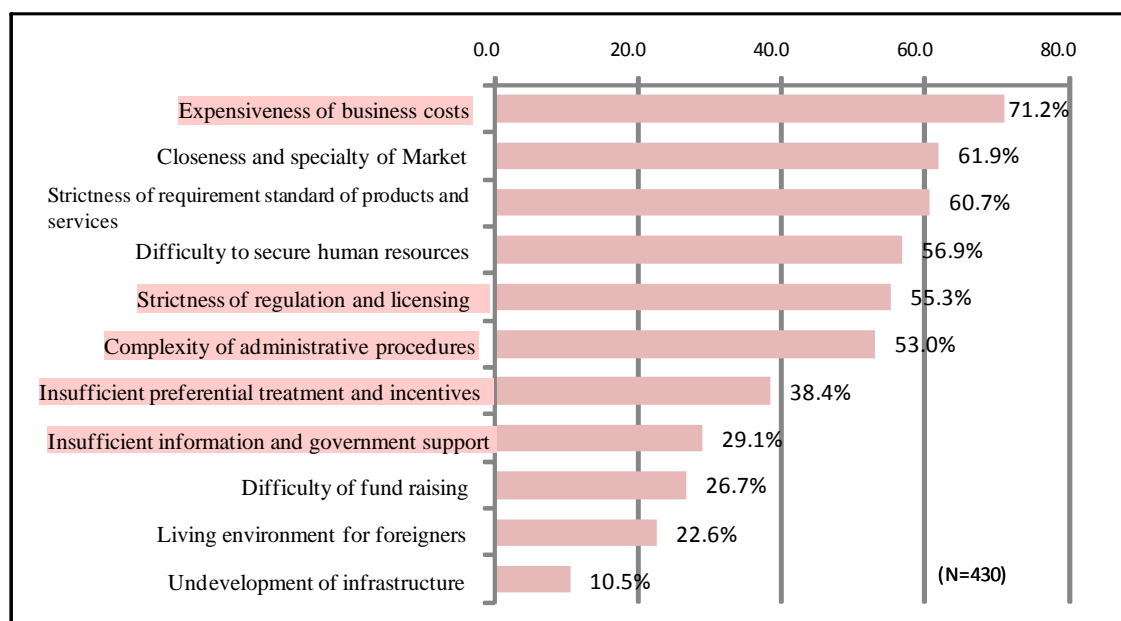 0.0 20.0 40.0 60.0 80.0
Expensiveness of business costs 71.2%
Closeness and specialty of Market 61.9%
Strictness of requirement standard of products and
services 60.7%
Difficulty to secure human resources 56.9%
Strictness of regulation and licensing 55.3%
Complexity of administrative procedures 53.0%
Insufficient preferential treatment and incentives 38.4%
Insufficient information and government support 29.1%
Difficulty of fund raising 26.7%
Living environment for foreigners 22.6%
Undevelopment of infrastructure 10.5%
(N=430)